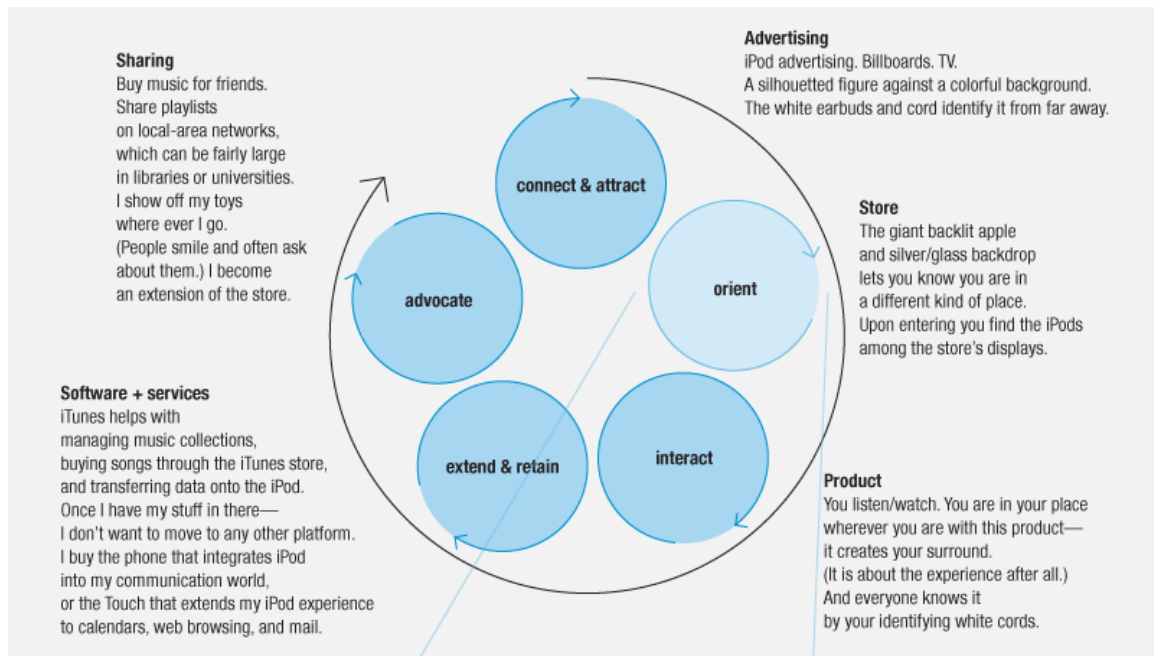 Sharing
Buy music for friends.
Share playlists
on local-area networks,
which can be fairly large
in libraries or universities.
I show off my toys
where ever I go.
(People smile and often ask
about them.) I become
an extension of the store.
Advertising
iPod advertising. Billboards. TV.
A silhouetted figure against a colorful background.
The white earbuds and cord identify it from far away.
connect & attract
Store
The giant backlit apple
and silver/glass backdrop
lets you know you are in
a different kind of place.
Upon entering you find the iPods
among the store's displays.
orient
advocate
Software + services
iTunes helps with
managing music collections,
buying songs through the iTunes store,
and transferring data onto the iPod.
Once I have my stuff in there—
I don't want to move to any other platform.
I buy the phone that integrates iPod
into my communication world,
or the Touch that extends my iPod experience
to calendars, web browsing, and mail.
extend & retain
interact
Product
You listen/watch. You are in your place
wherever you are with this product—
it creates your surround.
(It is about the experience after all.)
And everyone knows it
by your identifying white cords.